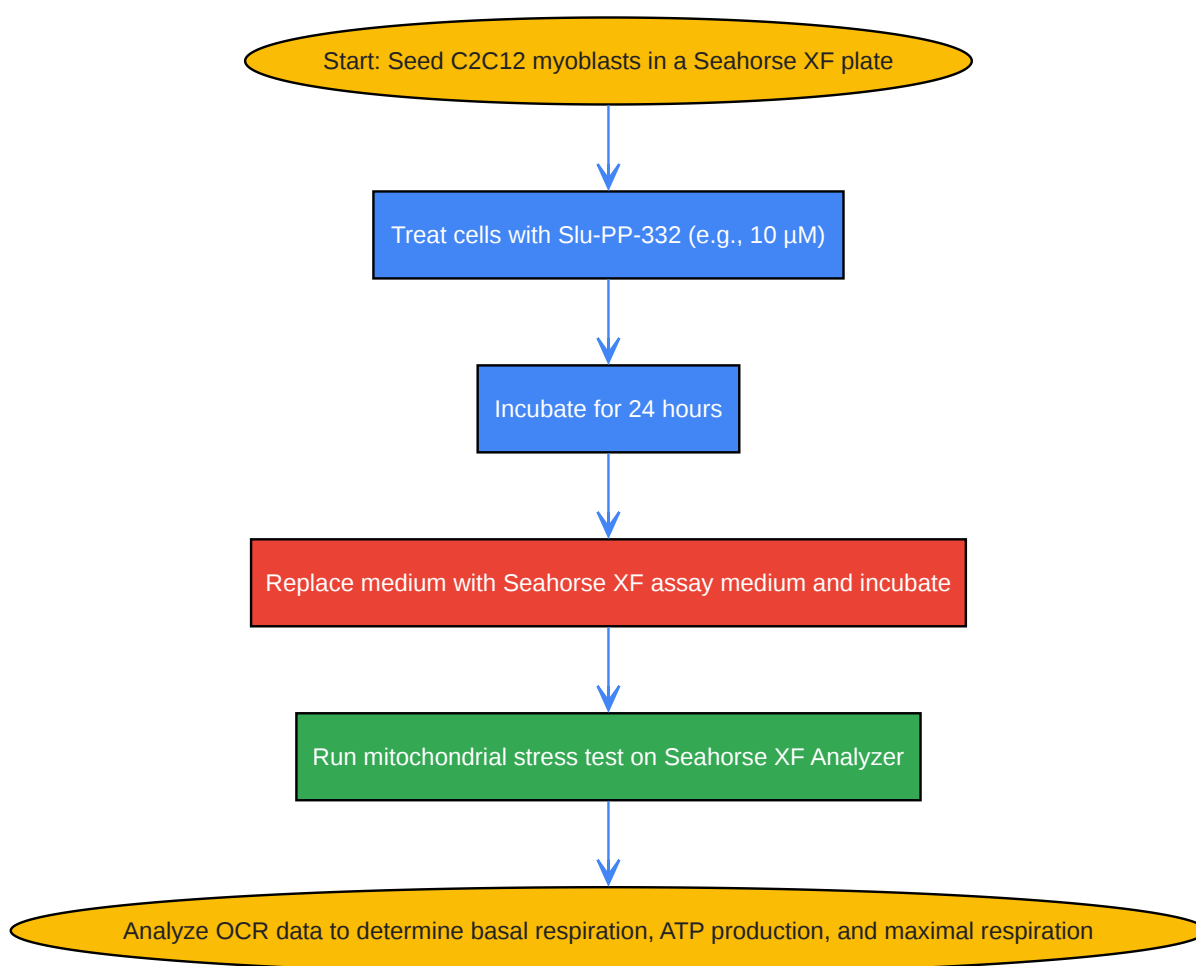 Start: Seed C2C12 myoblasts in a Seahorse XF plate
Treat cells with Slu-PP-332 (e.g., 10 µM)
Incubate for 24 hours
Replace medium with Seahorse XF assay medium and incubate
Run mitochondrial stress test on Seahorse XF Analyzer
Analyze OCR data to determine basal respiration, ATP production, and maximal respiration